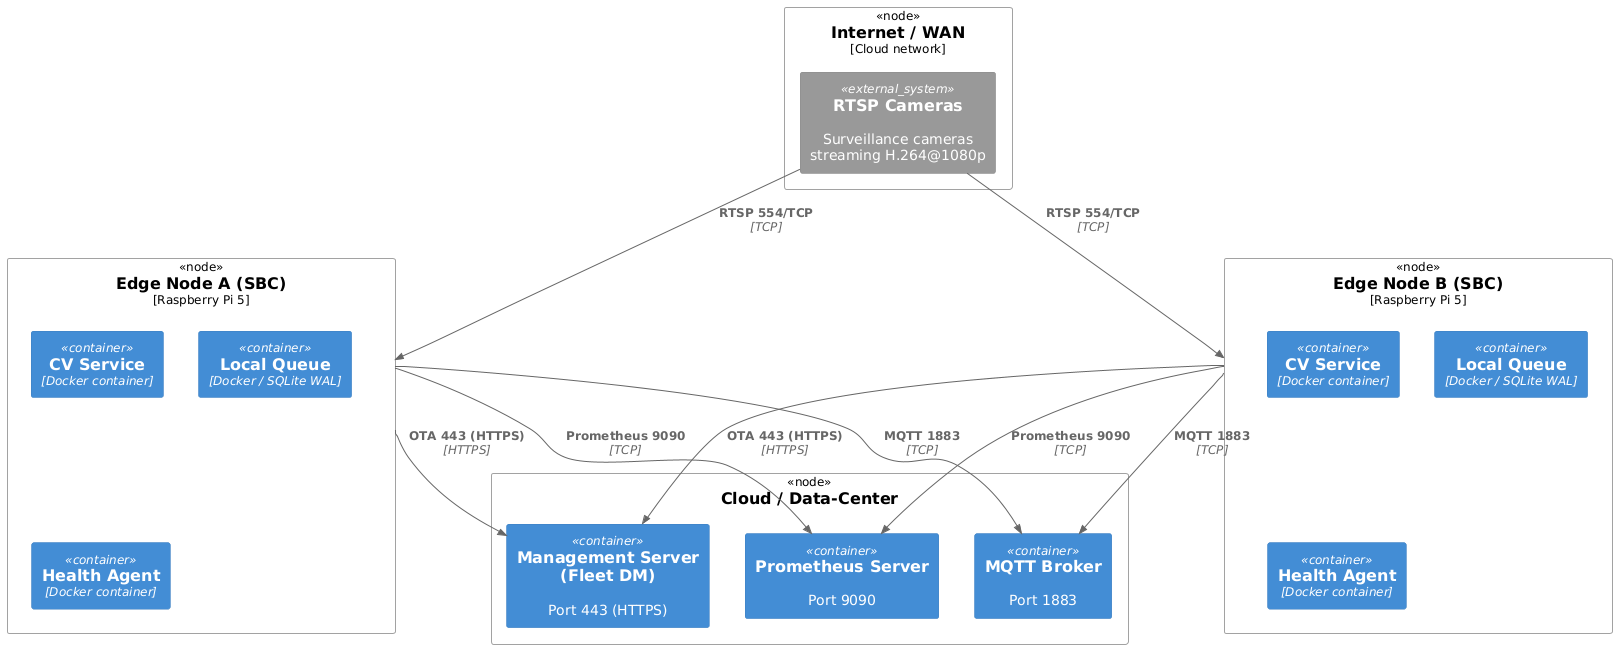 «node»
Internet / WAN
[Cloud network]
«external_system»
RTSP Cameras
Surveillance cameras
streaming H.264@1080p
RTSP 554/TCP
[TCP]
RTSP 554/TCP
[TCP]
«node»
Edge Node A (SBC)
[Raspberry Pi 5]
«container»
CV Service
[Docker container]
«container»
Local Queue
[Docker / SQLite WAL]
«container»
Health Agent
[Docker container]
«node»
Edge Node B (SBC)
[Raspberry Pi 5]
«container»
CV Service
[Docker container]
«container»
Local Queue
[Docker / SQLite WAL]
«container»
Health Agent
[Docker container]
OTA 443 (HTTPS)
[HTTPS]
Prometheus 9090
[TCP]
OTA 443 (HTTPS)
[HTTPS]
MQTT 1883
[TCP]
Prometheus 9090
[TCP]
MQTT 1883
[TCP]
«node»
Cloud / Data-Center
«container»
Management Server
(Fleet DM)
Port 443 (HTTPS)
«container»
Prometheus Server
Port 9090
«container»
MQTT Broker
Port 1883